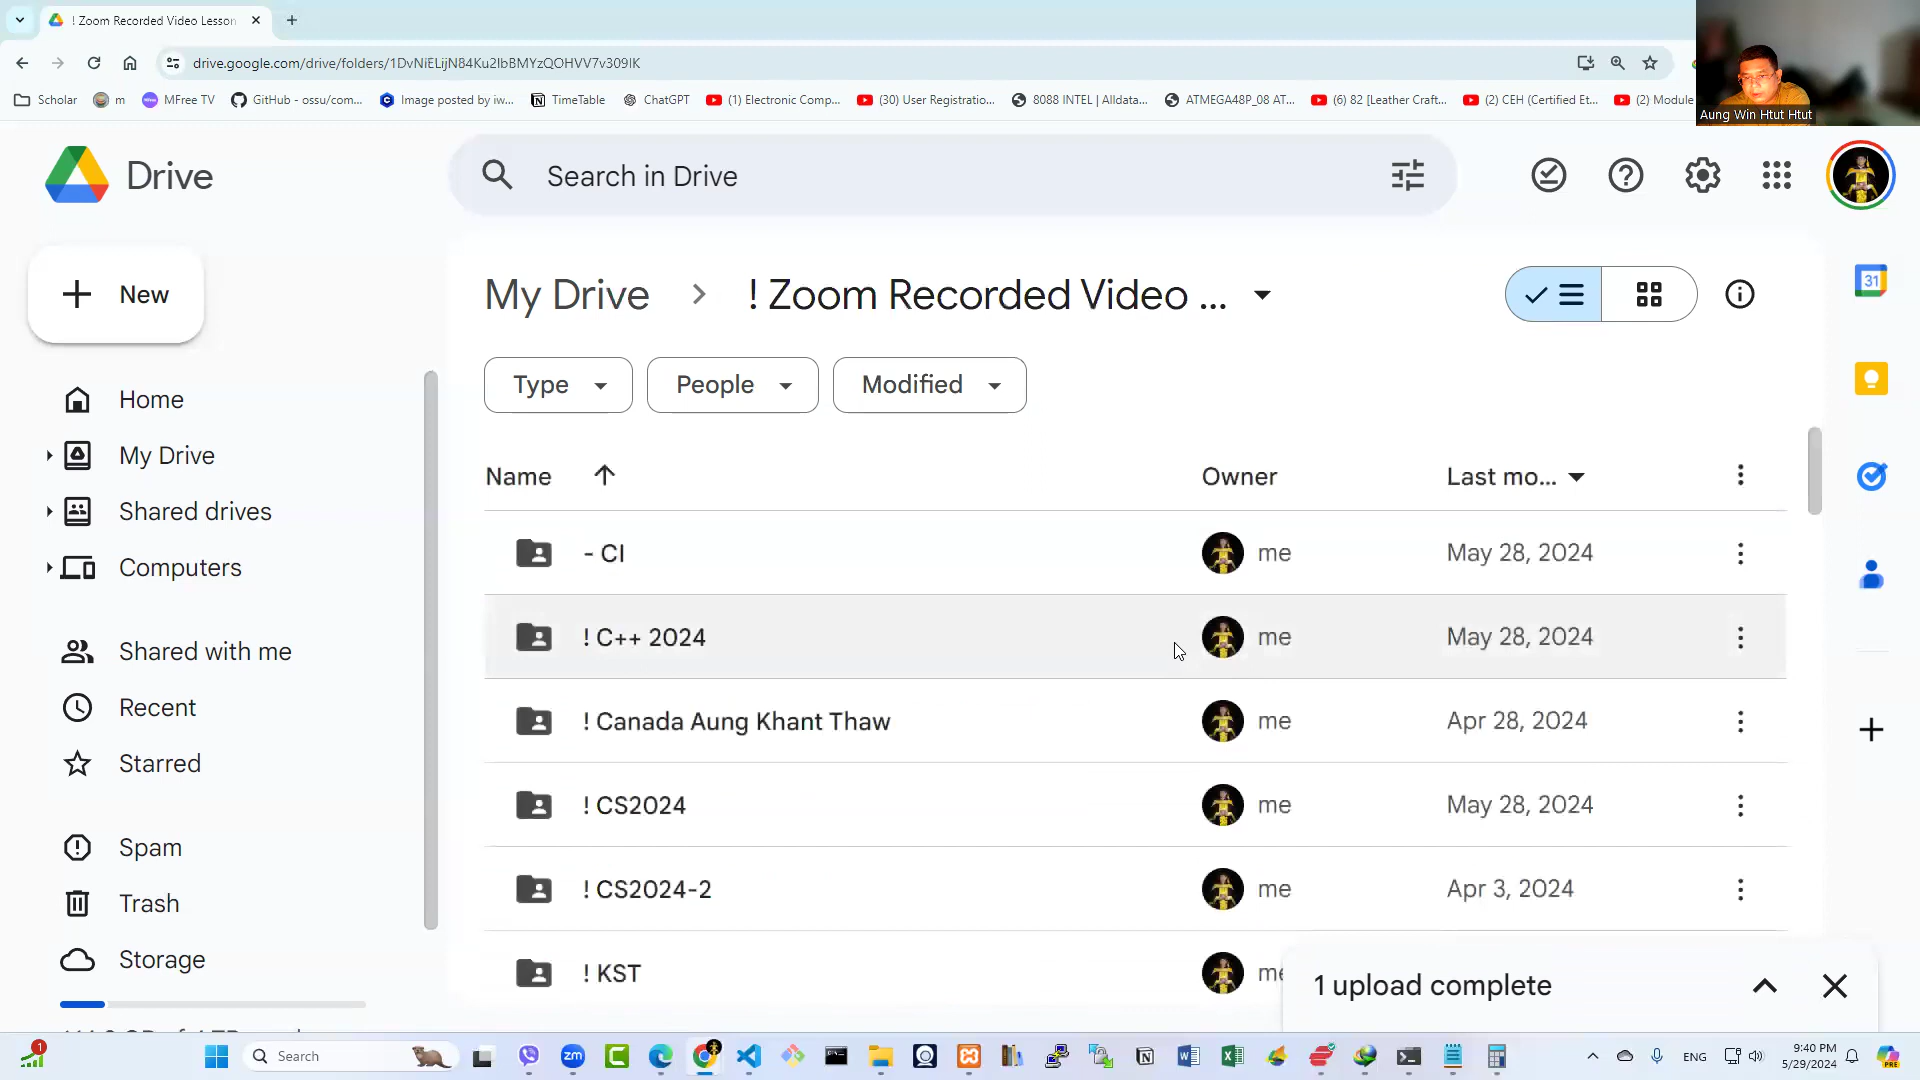 ! Zoom Recorded Video Lesson
drive.google.com/drive/folders/1DvNiELijN84Ku2IbBMYzQOHVV7v309IK
Scholar
m
MFree TV
GitHub - ossu/com...
Image posted by iw...
TimeTable
ChatGPT
(1) Electronic Comp...
(30) User Registratio...
8088 INTEL | Alldata...
ATMEGA48P_08 AT...
(6) 82 [Leather Craft...
(2) CEH (Certified Et...
(2) Module
Aung Win Htut Htut
Drive
Search in Drive
New
My Drive
! Zoom Recorded Video ...
Type
People
Modified
Home
My Drive
Shared drives
Computers
Shared with me
Recent
Starred
Spam
Trash
Storage
Name
Owner
Last mo...
- CI
me
May 28, 2024
! C++ 2024
me
May 28, 2024
! Canada Aung Khant Thaw
me
Apr 28, 2024
! CS2024
me
May 28, 2024
! CS2024-2
me
Apr 3, 2024
! KST
1 upload complete
31
1
Search
zm
ENG
9:40 PM
5/29/2024
PRE